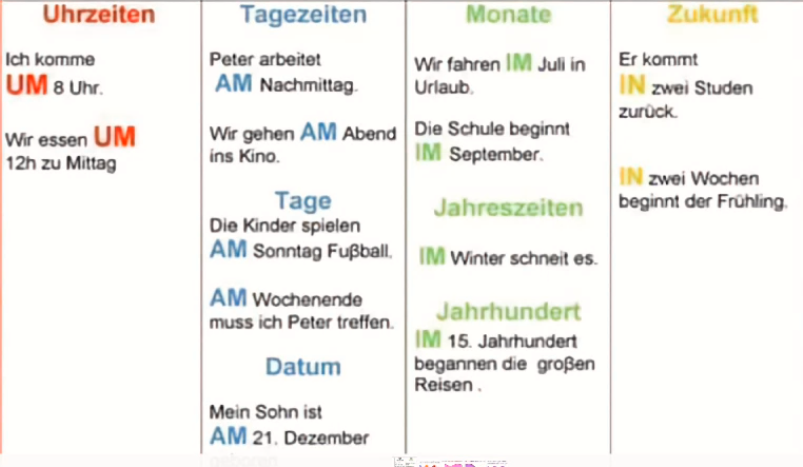 Uhrzeiten
Ich komme
UM 8 Uhr.
Wir essen UM
12h zu Mittag
Tagezeiten
Peter arbeitet
AM Nachmittag.
Wir gehen AM Abend
ins Kino.
Tage
Die Kinder spielen
AM Sonntag Fußball.
AM Wochenende
muss ich Peter treffen.
Datum
Mein Sohn ist
AM 21. Dezember
geboren
Monate
Wir fahren IM Juli in
Urlaub.
Die Schule beginnt
IM September.
Jahreszeiten
IM Winter schneit es.
Jahrhundert
IM 15. Jahrhundert
begannen die großen
Reisen .
Zukunft
Er kommt
IN zwei Studen
zurück.
IN zwei Wochen
beginnt der Frühling.